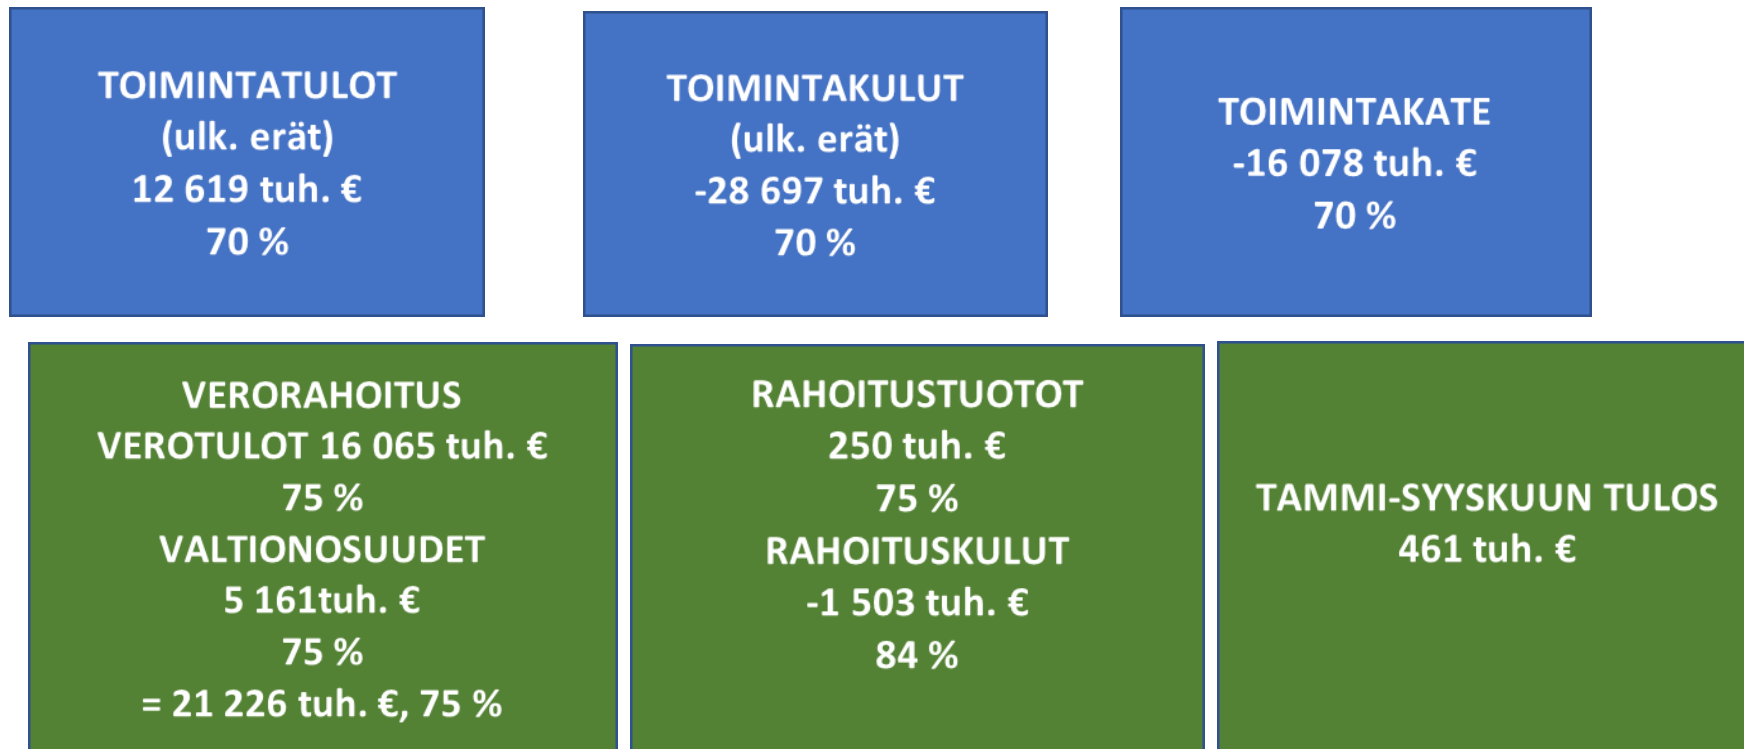 TOIMINTATULOT
(ulk. erät)
12 619 tuh. €
70 %
TOIMINTAKULUT
(ulk. erät)
-28 697 tuh. €
70 %
TOIMINTAKATE
-16 078 tuh. €
70 %
VERORAHOITUS
VEROTULOT 16 065 tuh. €
75 %
VALTIONOSUUDET
5 161tuh. €
75 %
= 21 226 tuh. €, 75 %
RAHOITUSTUOTOT
250 tuh. €
75 %
RAHOITUSKULUT
-1 503 tuh. €
84 %
TAMMI-SYYSKUUN TULOS
461 tuh. €